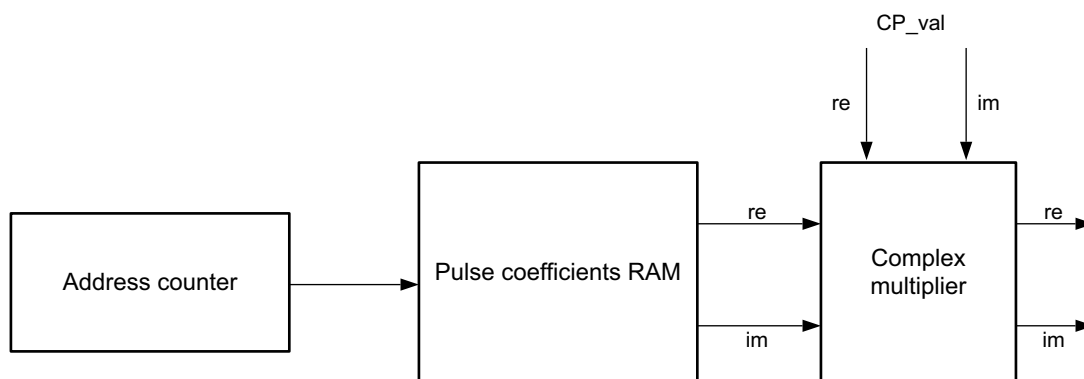 CP_val
re
im
Address counter
Pulse coefficients RAM
re
im
Complex
multiplier
re
im